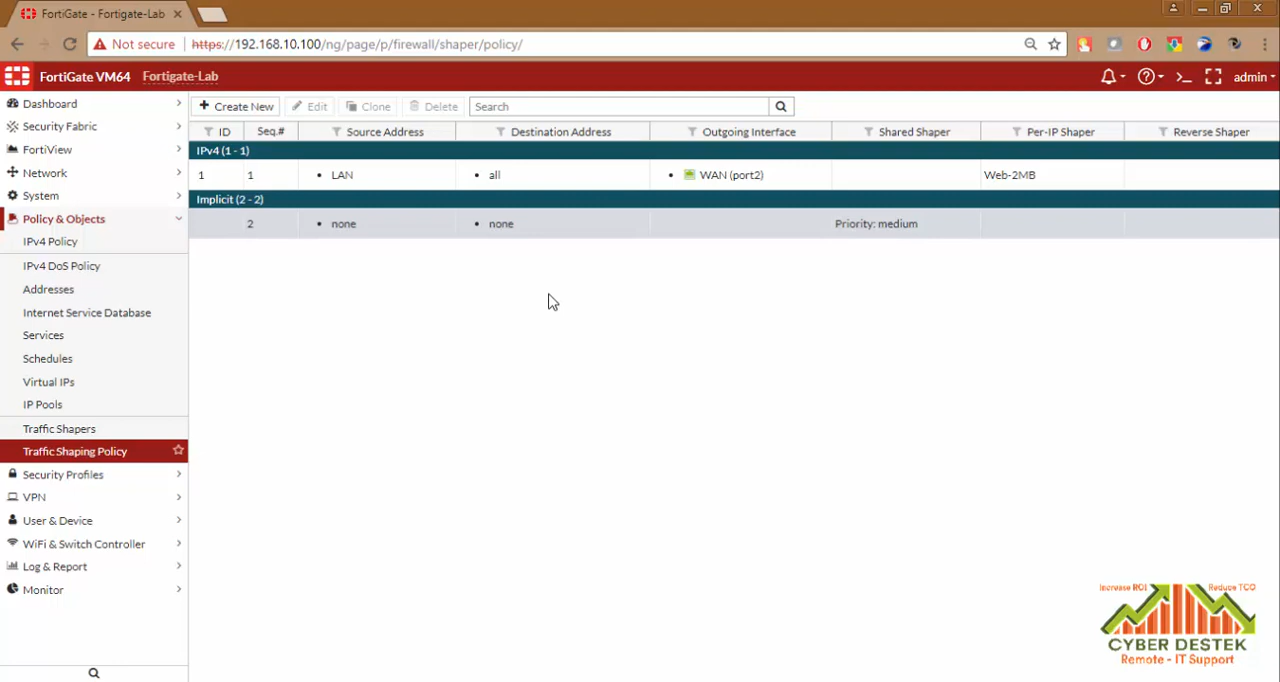 FortiGate - Fortigate-Lab
Not secure https://192.168.10.100/ng/page/p/firewall/shaper/policy/
FortiGate VM64 Fortigate-Lab admin
Dashboard
Security Fabric
FortiView
Network
System
Policy & Objects
IPv4 Policy
IPv4 DoS Policy
Addresses
Internet Service Database
Services
Schedules
Virtual IPs
IP Pools
Traffic Shapers
Traffic Shaping Policy
Security Profiles
VPN
User & Device
WiFi & Switch Controller
Log & Report
Monitor
Create New Edit Clone Delete Search
ID Seq.# Source Address Destination Address Outgoing Interface Shared Shaper Per-IP Shaper Reverse Shaper
IPv4 (1 - 1)
1 1 LAN all WAN (port2) Web-2MB
Implicit (2 - 2)
2 none none Priority: medium
Increase ROI Reduce TCO
CYBER DESTEK
Remote - IT Support